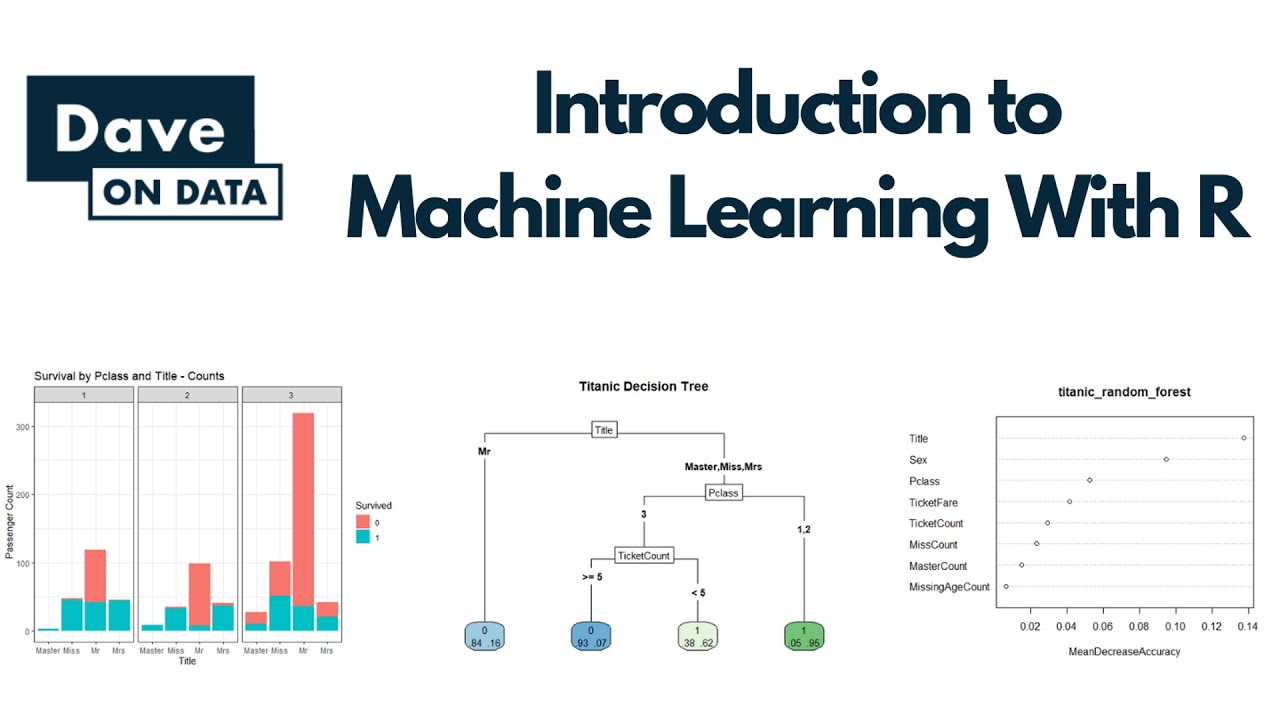 Dave
ON DATA
Introduction to
Machine Learning With R
Survival by Pclass and Title - Counts
1 2 3
300
200
100
0
Passenger Count
Master Miss Mr Mrs Master Miss Mr Mrs Master Miss Mr Mrs
Title
Survived
0
1
Titanic Decision Tree
Title
Mr
Master,Miss,Mrs
Pclass
3
1,2
TicketCount
>= 5
< 5
0 0 1 1
.84 .16 .93 .07 .38 .62 .05 .95
titanic_random_forest
Title
Sex
Pclass
TicketFare
TicketCount
MissCount
MasterCount
MissingAgeCount
0.02 0.04 0.06 0.08 0.10 0.12 0.14
MeanDecreaseAccuracy